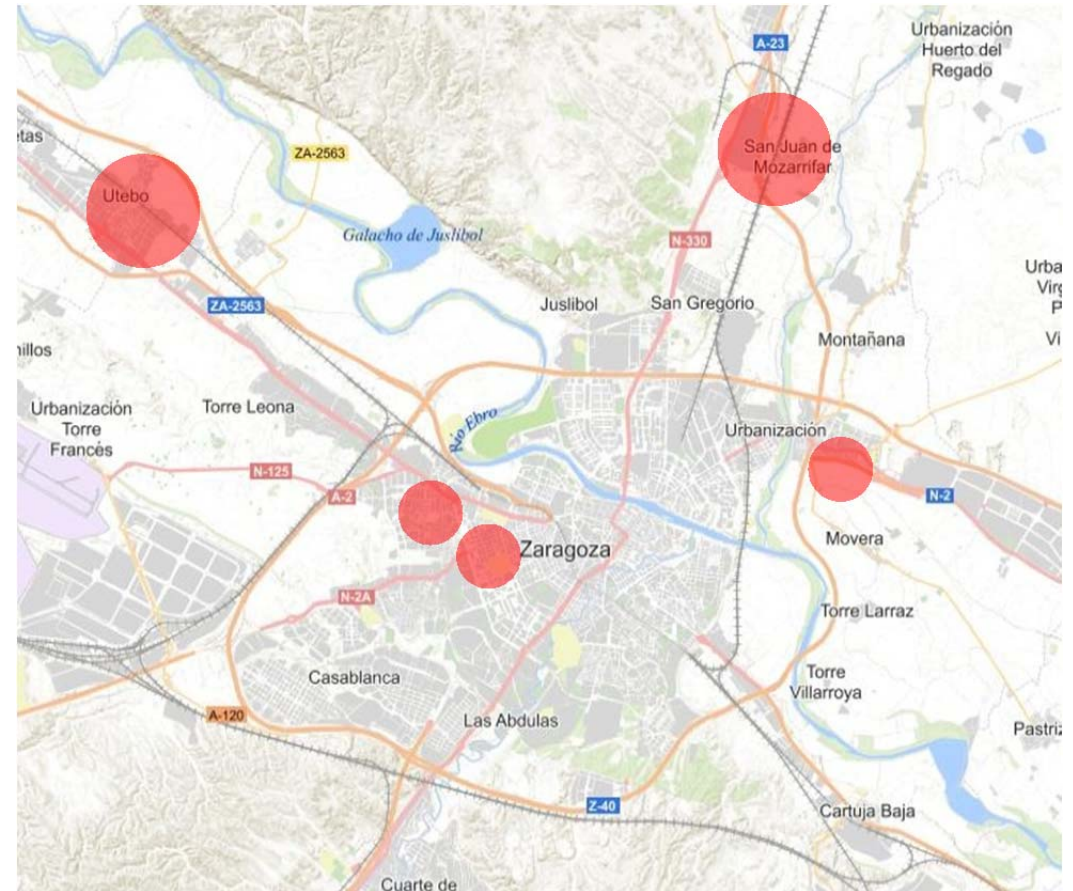 A-23
Urbanización
Huerto del
Regado
etas
ZA-2563
San Juan de
Mozarrifar
Utebo
Galacho de Juslibol
N-330
Urba
Virg
P
Vi
ZA-2563
Juslibol
San Gregorio
Montañana
nillos
Urbanización
Torre
Francés
Torre Leona
Río Ebro
Urbanización
N-125
A-2
N-2
Zaragoza
Movera
N-2A
Torre Larraz
Casablanca
Torre
Villarroya
A-120
Las Abdulas
Pastriz
Z-40
Cartuja Baja
Cuarte de